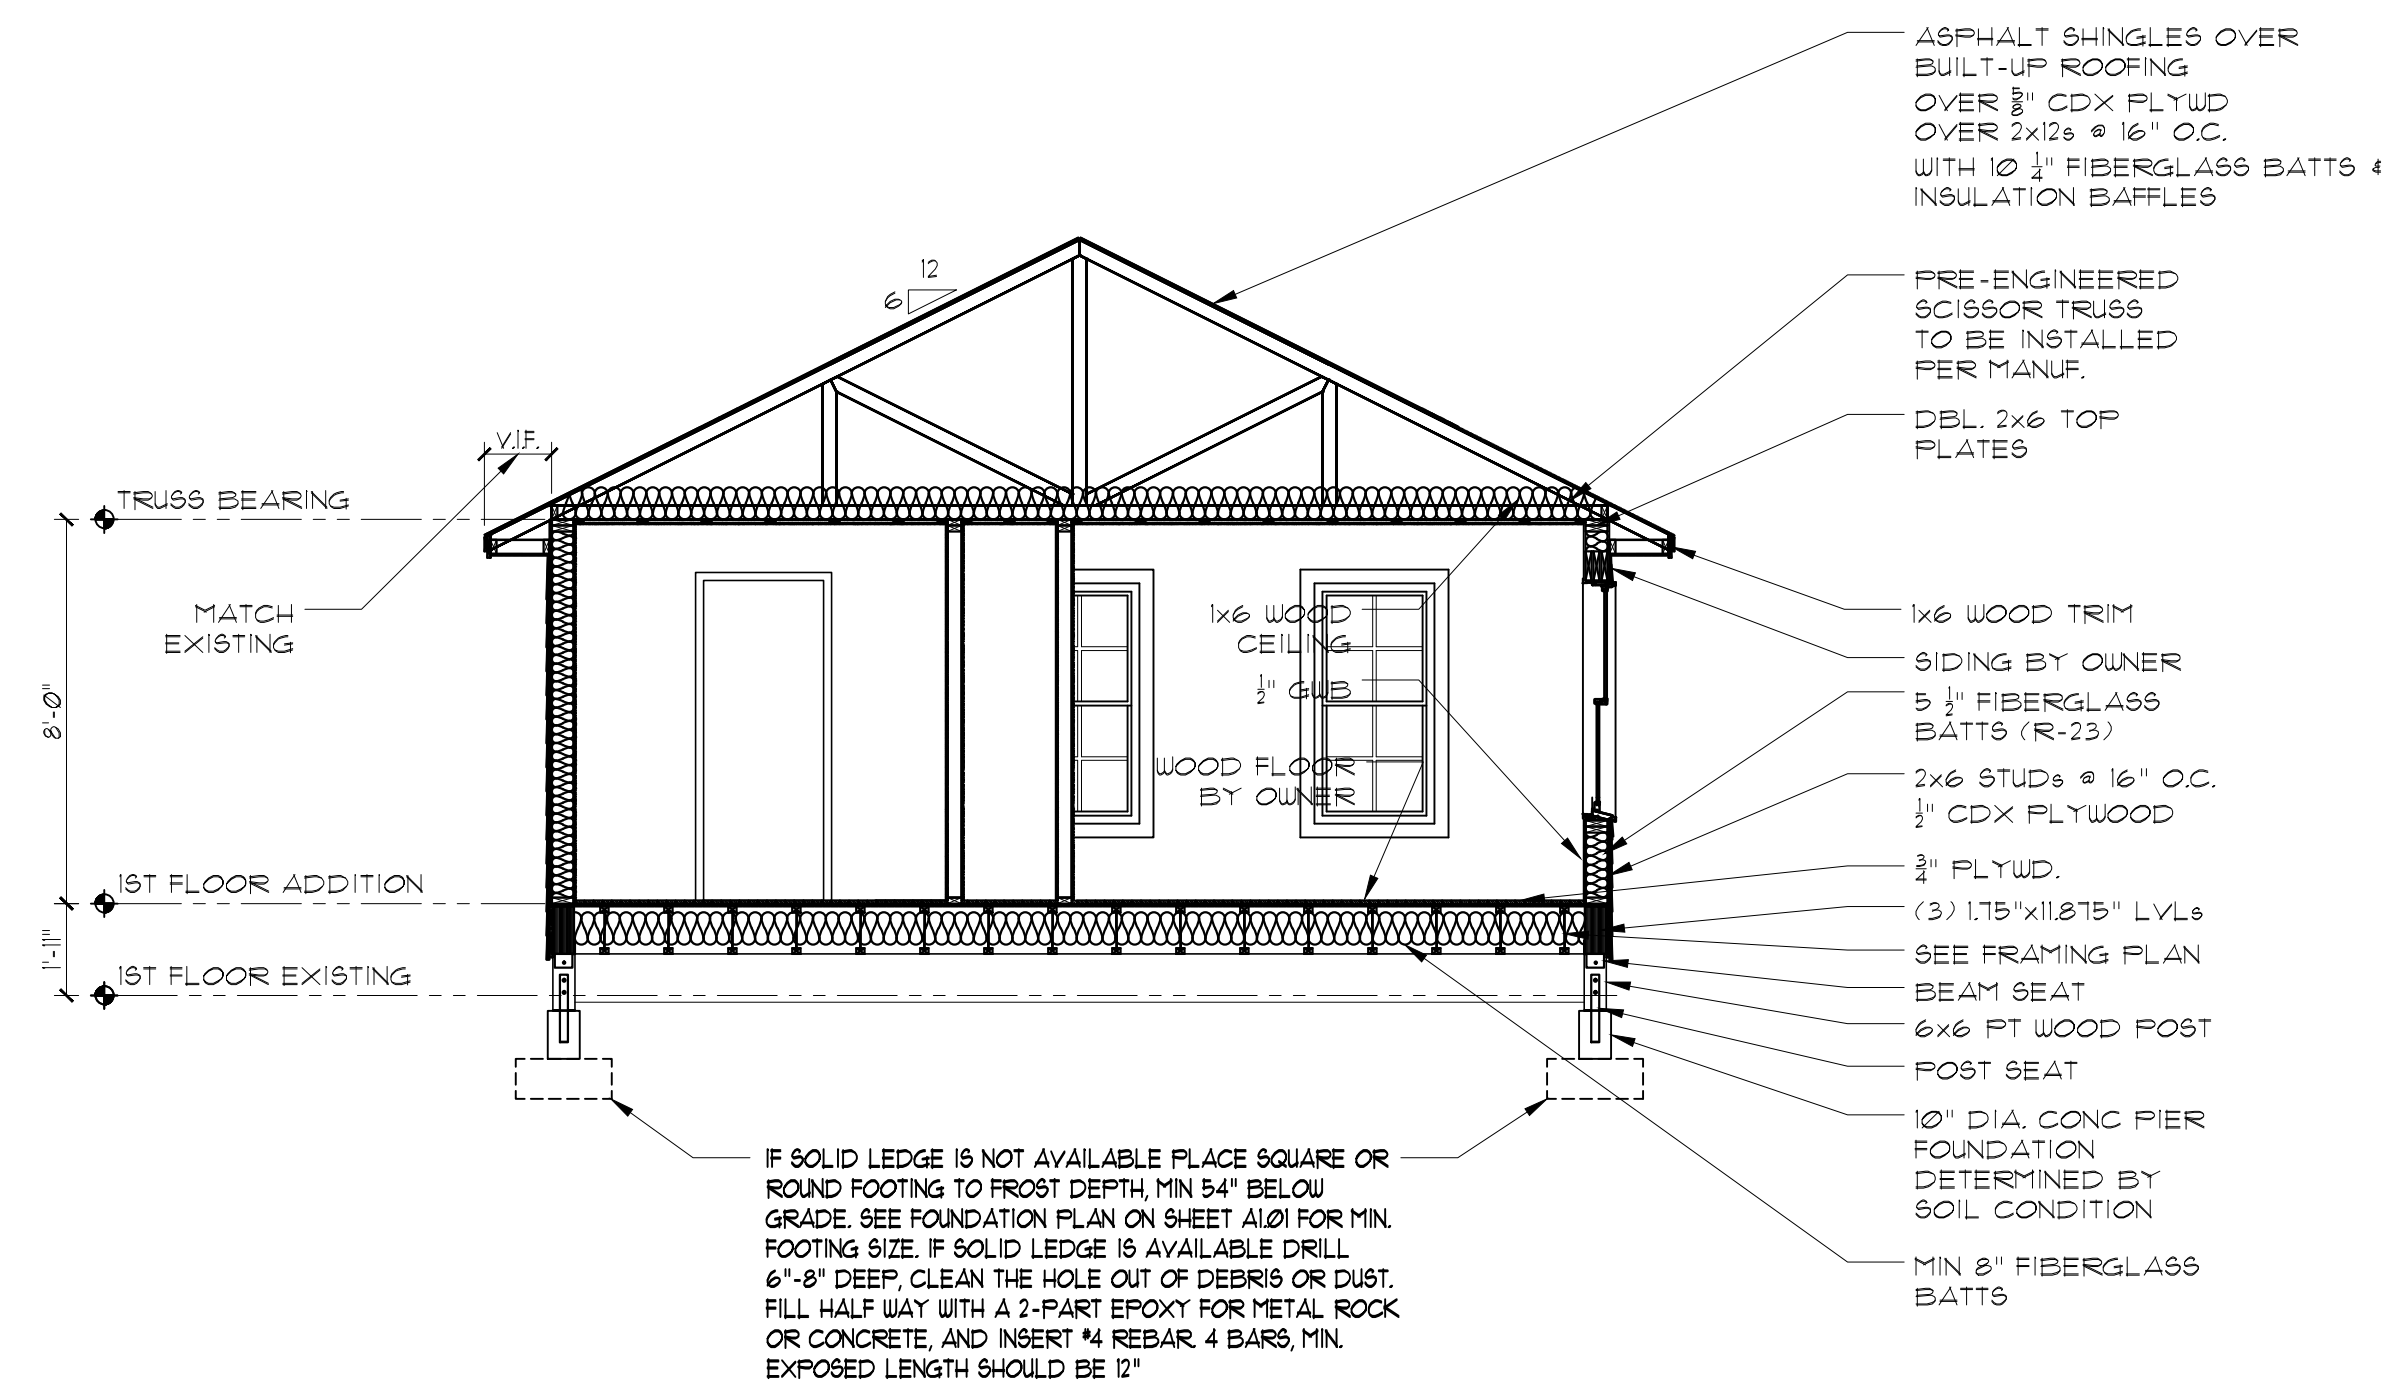 ASPHALT SHINGLES OVER
BUILT-UP ROOFING
OVER 5/8" CDX PLYWD
OVER 2x12s @ 16" O.C.
WITH 10 1/4" FIBERGLASS BATTS &
INSULATION BAFFLES
12
6
PRE-ENGINEERED
SCISSOR TRUSS
TO BE INSTALLED
PER MANUF.
DBL. 2x6 TOP
PLATES
V.I.F.
TRUSS BEARING
MATCH
EXISTING
8'-0"
1x6 WOOD
CEILING
1/2" GWB
WOOD FLOOR
BY OWNER
1x6 WOOD TRIM
SIDING BY OWNER
5 1/2" FIBERGLASS
BATTS (R-23)
2x6 STUDs @ 16" O.C.
1/2" CDX PLYWOOD
3/4" PLYWD.
1ST FLOOR ADDITION
1'-11"
1ST FLOOR EXISTING
(3) 1.75"x11.875" LVLs
SEE FRAMING PLAN
BEAM SEAT
6x6 PT WOOD POST
POST SEAT
10" DIA. CONC PIER
FOUNDATION
DETERMINED BY
SOIL CONDITION
MIN 8" FIBERGLASS
BATTS
IF SOLID LEDGE IS NOT AVAILABLE PLACE SQUARE OR
ROUND FOOTING TO FROST DEPTH, MIN 54" BELOW
GRADE. SEE FOUNDATION PLAN ON SHEET A1.01 FOR MIN.
FOOTING SIZE. IF SOLID LEDGE IS AVAILABLE DRILL
6"-8" DEEP, CLEAN THE HOLE OUT OF DEBRIS OR DUST.
FILL HALF WAY WITH A 2-PART EPOXY FOR METAL ROCK
OR CONCRETE, AND INSERT #4 REBAR. 4 BARS, MIN.
EXPOSED LENGTH SHOULD BE 12"